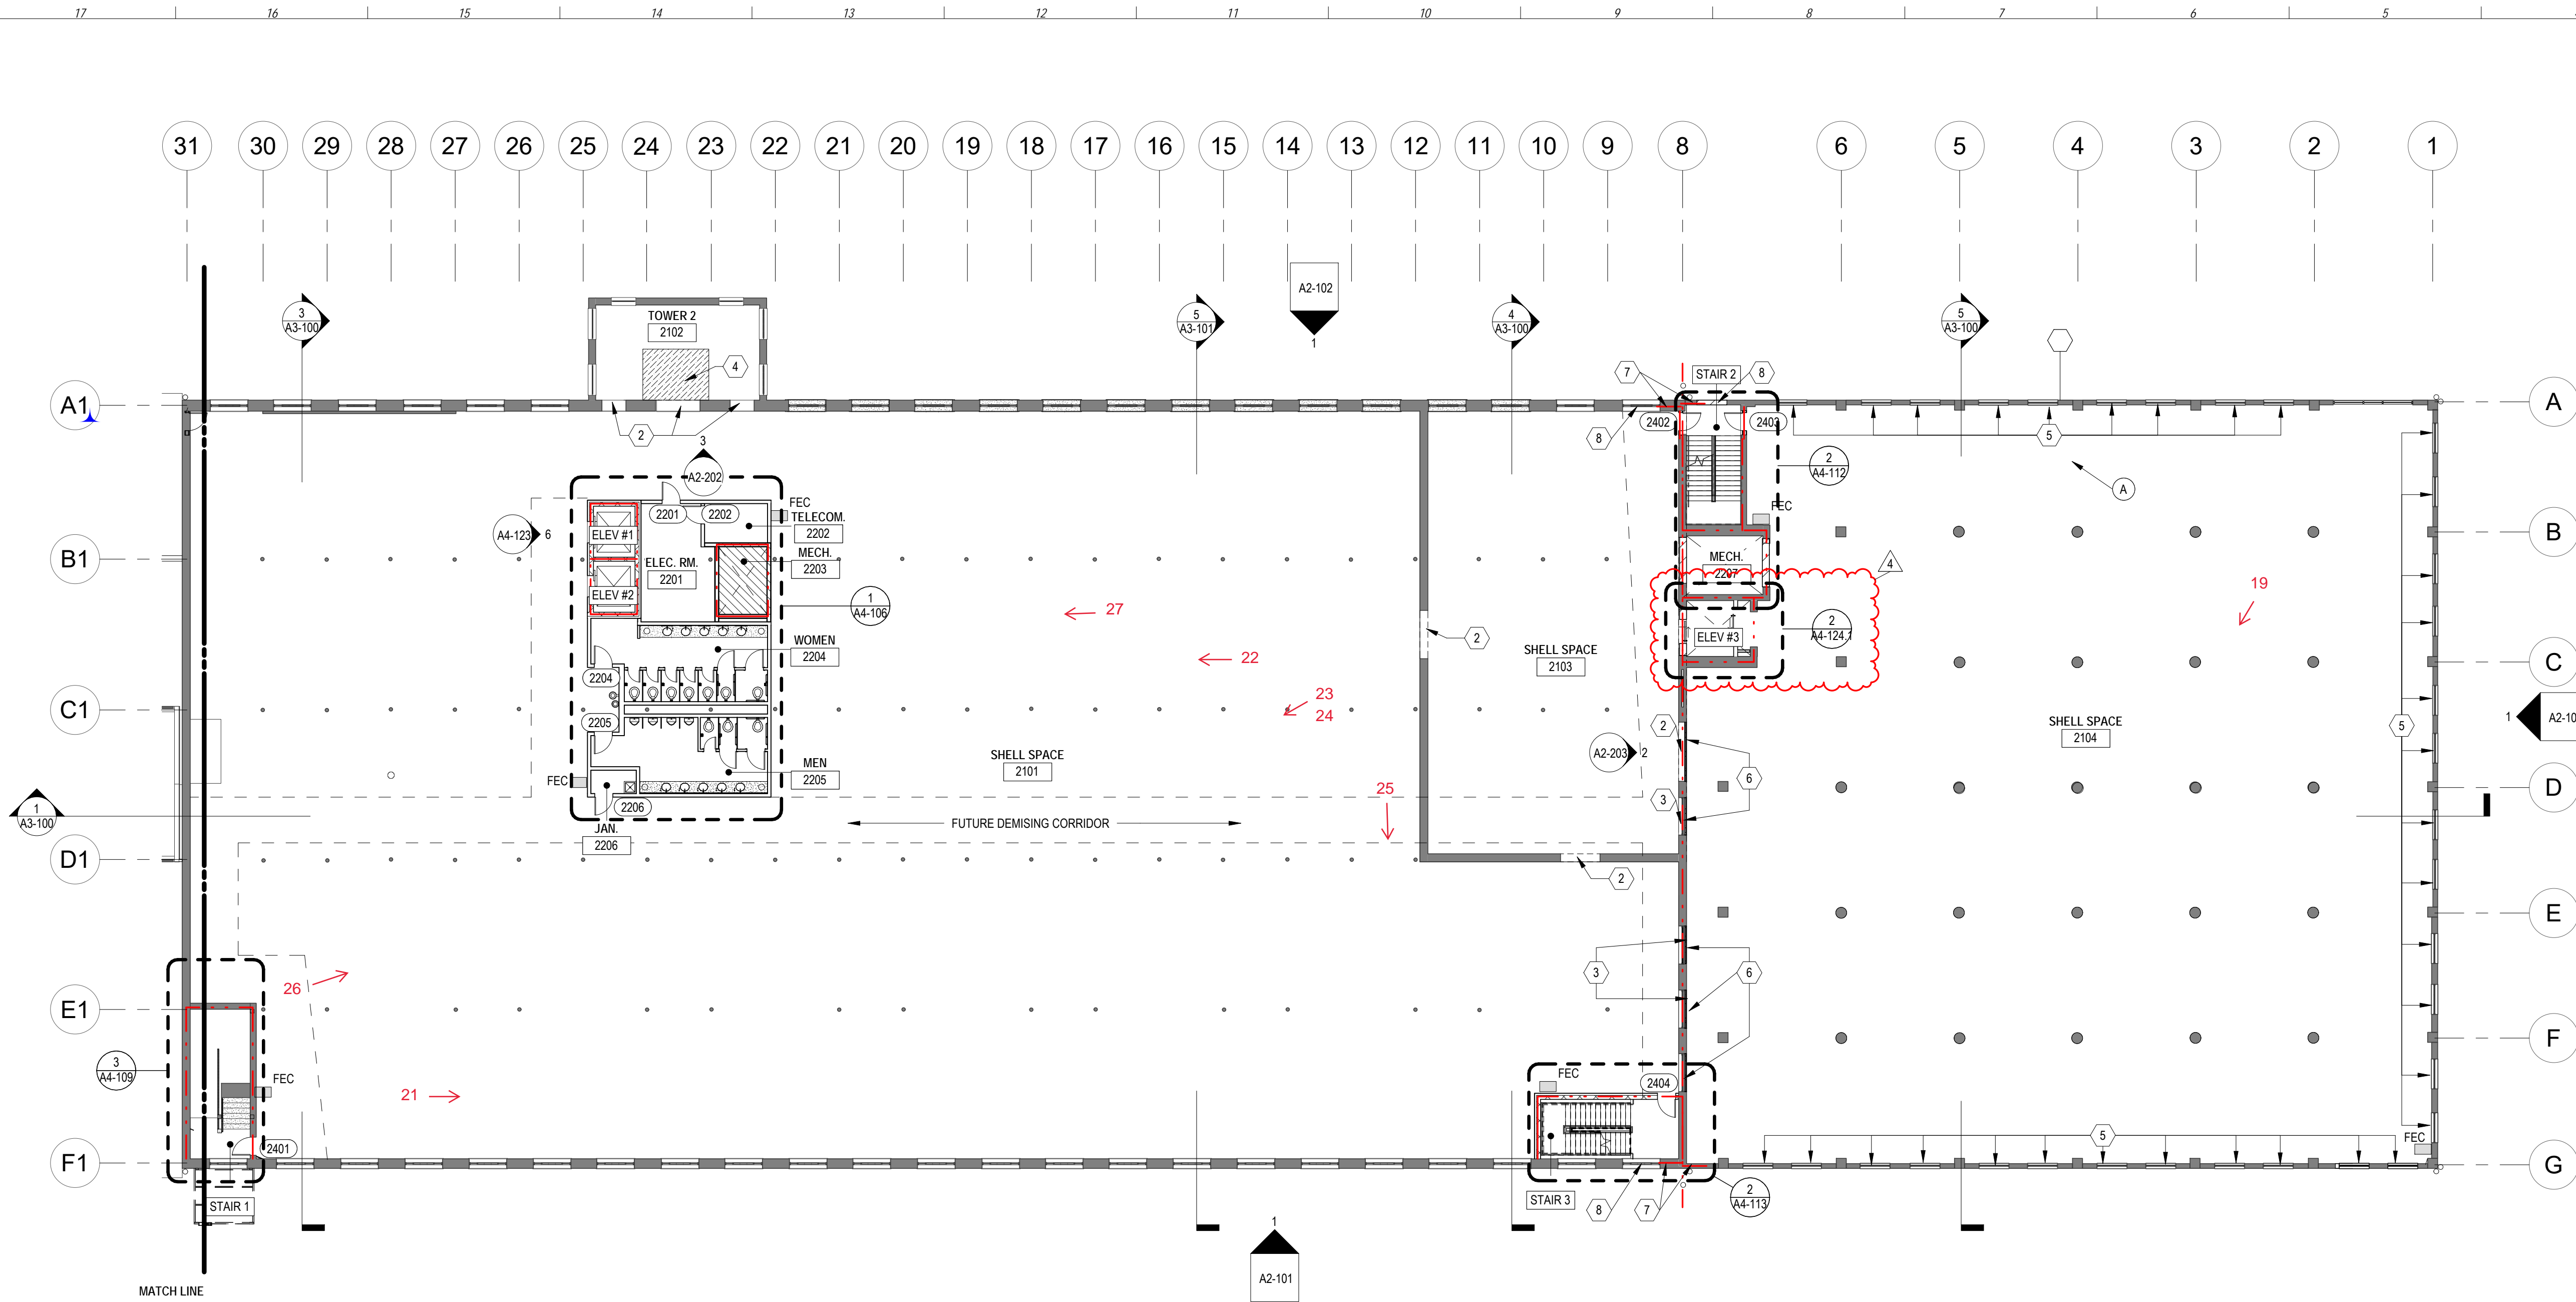 17 16 15 14 13 12 11 10 9 8 7 6 5
31 30 29 28 27 26 25 24 23 22 21 20 19 18 17 16 15 14 13 12 11 10 9 8 6 5 4 3 2 1
A2-102
1
3
A3-100
TOWER 2
2102
4
5
A3-101
4
A3-100
5
A3-100
7
STAIR 2
8
A1
A
2
3
A2-202
8
2402
2403
5
5
2
A4-112
A
FEC
2201
2202
TELECOM.
2202
A4-123
6
ELEV #1
ELEC. RM.
2201
MECH.
2203
ELEV #2
1
A4-106
FEC
B1
B
MECH.
2207
4
19
27
22
23
24
25
2
WOMEN
2204
2204
2205
SHELL SPACE
2103
ELEV #3
2
A4-124.1
C
C1
SHELL SPACE
2101
MEN
2205
FEC
2206
JAN.
2206
2
A2-203
2
6
3
SHELL SPACE
2104
5
1
A2-10
D
1
A3-100
FUTURE DEMISING CORRIDOR
D1
2
E
3
6
26
E1
F
3
A4-109
FEC
21
FEC
2404
2401
5
FEC
F1
G
STAIR 1
STAIR 3
8
7
2
A4-113
1
A2-101
MATCH LINE